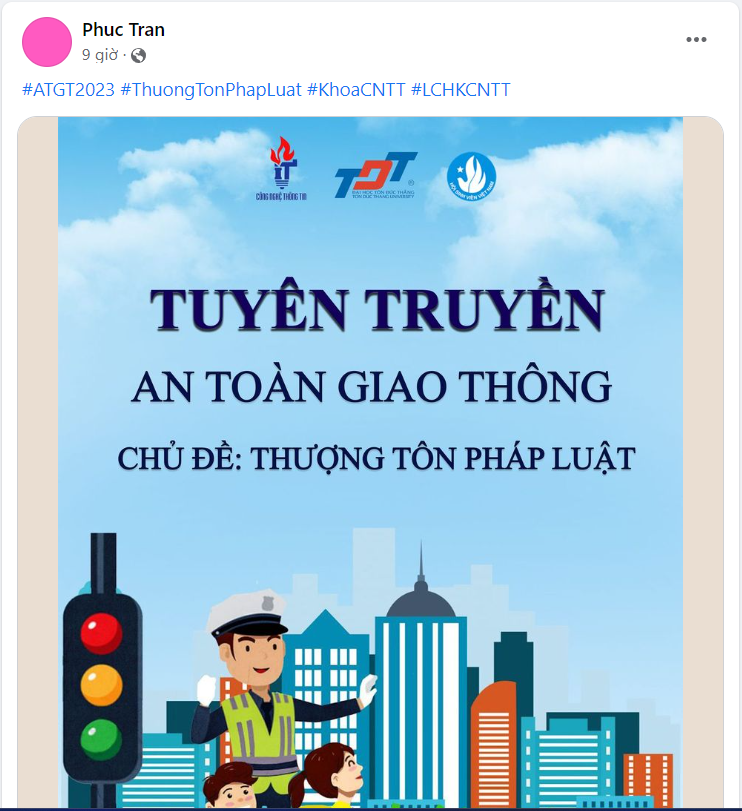 Phuc Tran
9 giờ ·
#ATGT2023 #ThuongTonPhapLuat #KhoaCNTT #LCHKCNTT
IT
CÔNG NGHỆ THÔNG TIN
TDT
ĐẠI HỌC TÔN ĐỨC THẮNG
TON DUC THANG UNIVERSITY
HỘI SINH VIÊN VIỆT NAM
TUYÊN TRUYỀN
AN TOÀN GIAO THÔNG
CHỦ ĐỀ: THƯỢNG TÔN PHÁP LUẬT